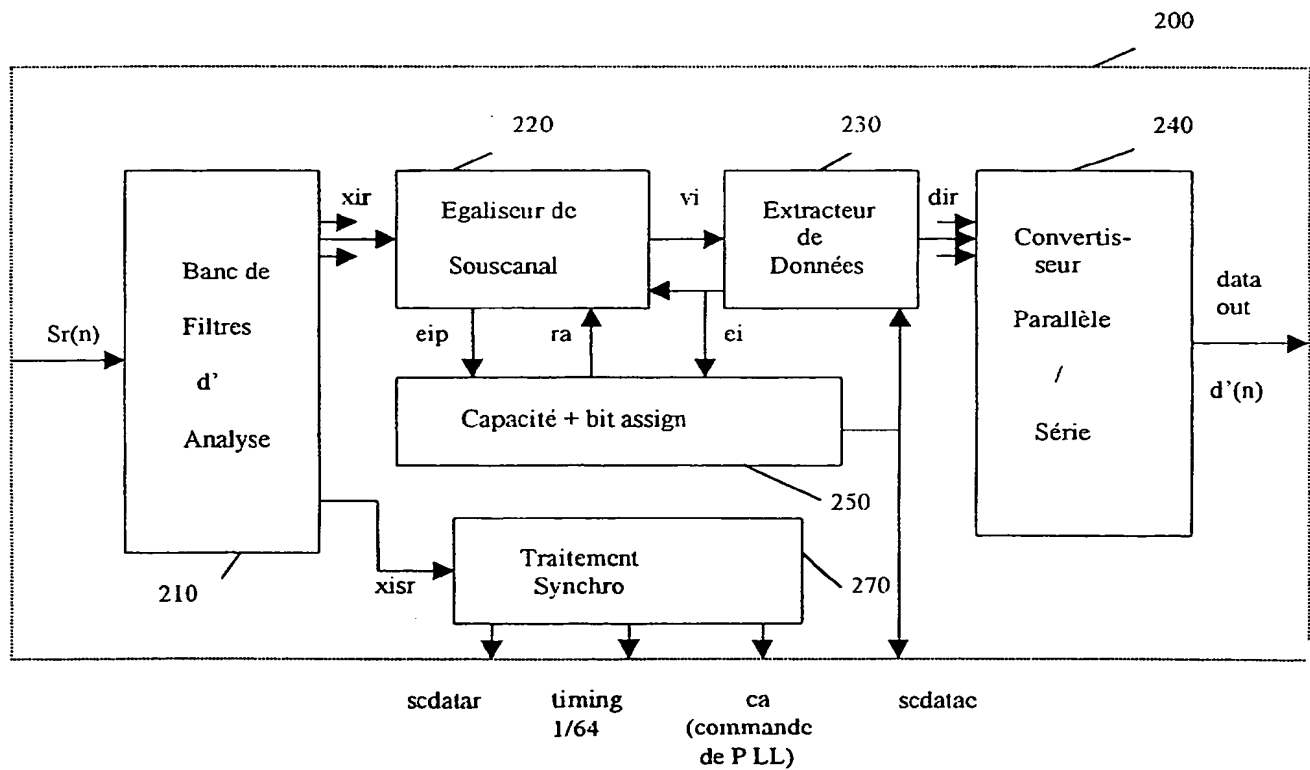 200
220
230
240
xir
Egaliseur de
Souscanal
vi
Extracteur
de
Données
dir
Convertis-
seur
Parallèle
/
Série
data
out
d'(n)
Banc de
Filtres
d'
Analyse
Sr(n)
eip
ra
ei
Capacité + bit assign
250
Traitement
Synchro
270
210
xisr
scdatar
timing
1/64
ca
(commande
de P LL)
scdatae